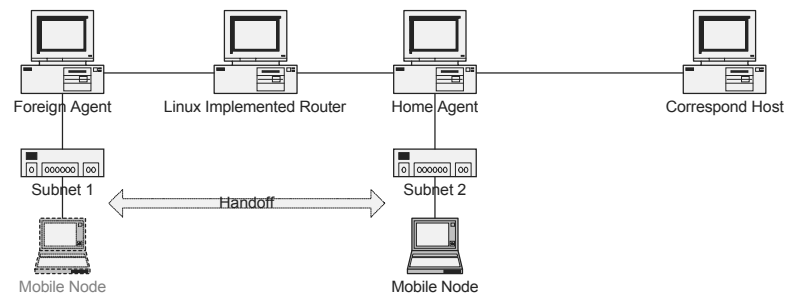 Foreign Agent
Linux Implemented Router
Home Agent
Correspond Host
Subnet 1
Subnet 2
Handoff
Mobile Node
Mobile Node